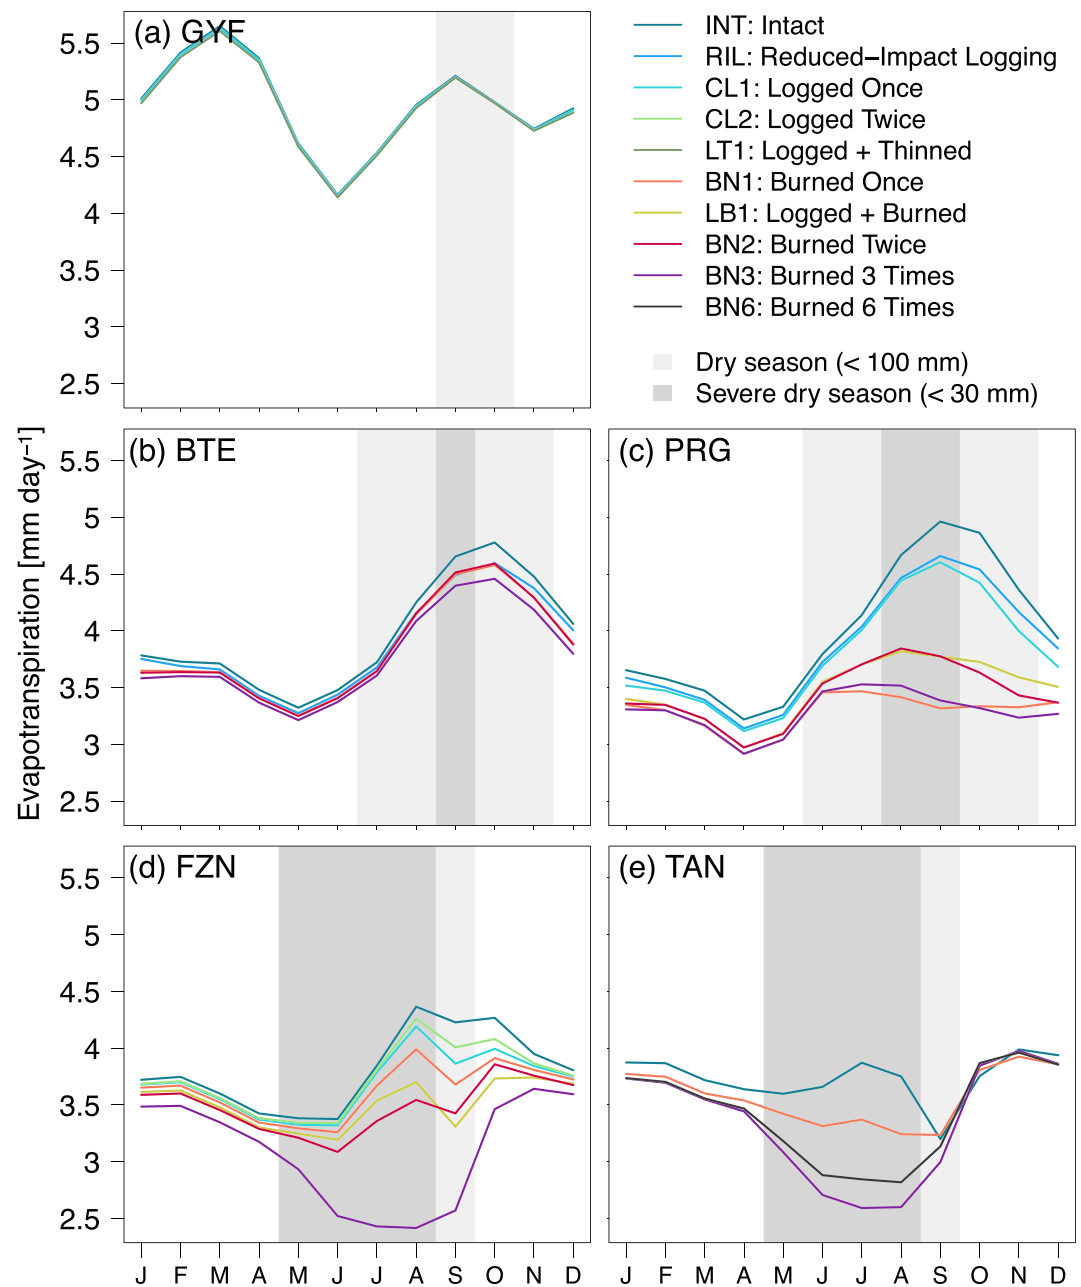 (a) GYF
5.5
5
4.5
4
3.5
3
2.5
INT: Intact
RIL: Reduced−Impact Logging
CL1: Logged Once
CL2: Logged Twice
LT1: Logged + Thinned
BN1: Burned Once
LB1: Logged + Burned
BN2: Burned Twice
BN3: Burned 3 Times
BN6: Burned 6 Times
Dry season (< 100 mm)
Severe dry season (< 30 mm)
Evapotranspiration [mm day⁻¹]
(b) BTE
5.5
5
4.5
4
3.5
3
2.5
(c) PRG
(d) FZN
5.5
5
4.5
4
3.5
3
2.5
J F M A M J J A S O N D
(e) TAN
J F M A M J J A S O N D